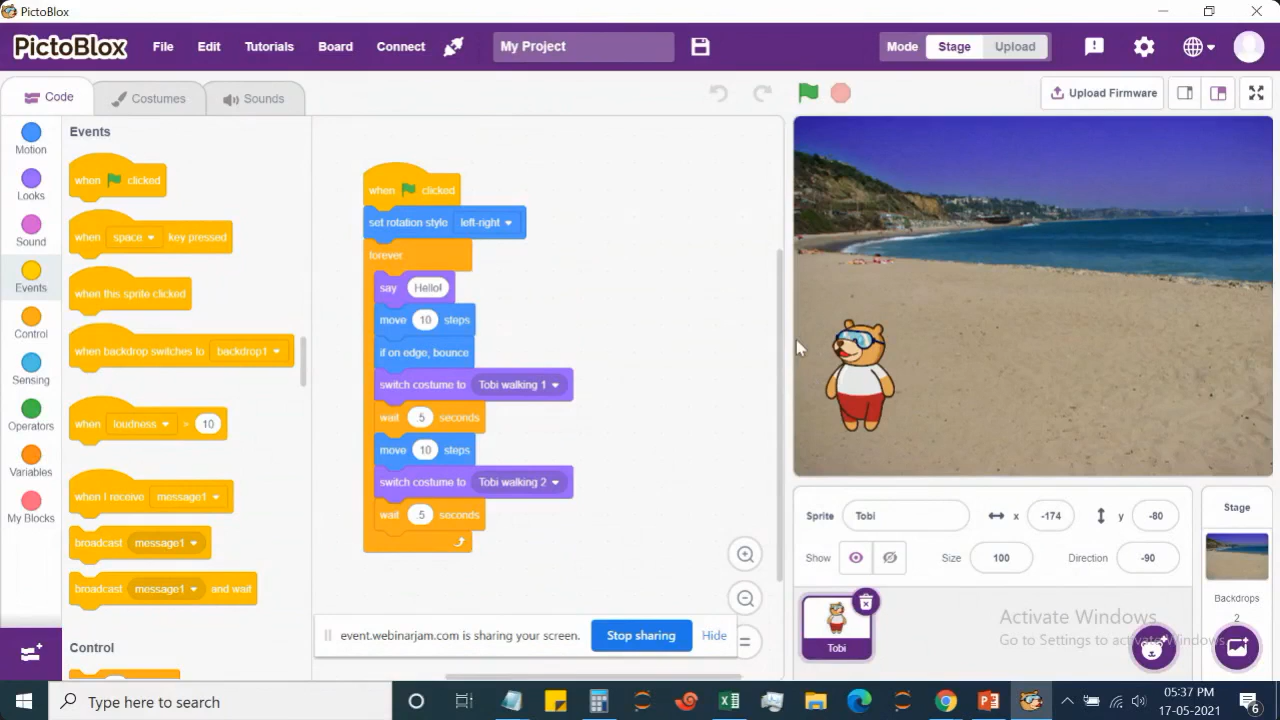 PictoBlox
PictoBlox File Edit Tutorials Board Connect My Project Mode Stage Upload
Code Costumes Sounds Upload Firmware
Motion
Looks
Sound
Events
Control
Sensing
Operators
Variables
My Blocks
Events
when clicked
when space key pressed
when this sprite clicked
when backdrop switches to backdrop1
when loudness > 10
when I receive message1
broadcast message1
broadcast message1 and wait
Control
when clicked
set rotation style left-right
forever
say Hello!
move 10 steps
if on edge, bounce
switch costume to Tobi walking 1
wait .5 seconds
move 10 steps
switch costume to Tobi walking 2
wait .5 seconds
event.webinarjam.com is sharing your screen. Stop sharing Hide
Sprite Tobi x -174 y -80
Show Size 100 Direction -90
Tobi
Stage
Backdrops
2
Activate Windows
Go to Settings to activate Windows.
Type here to search
05:37 PM
17-05-2021
6